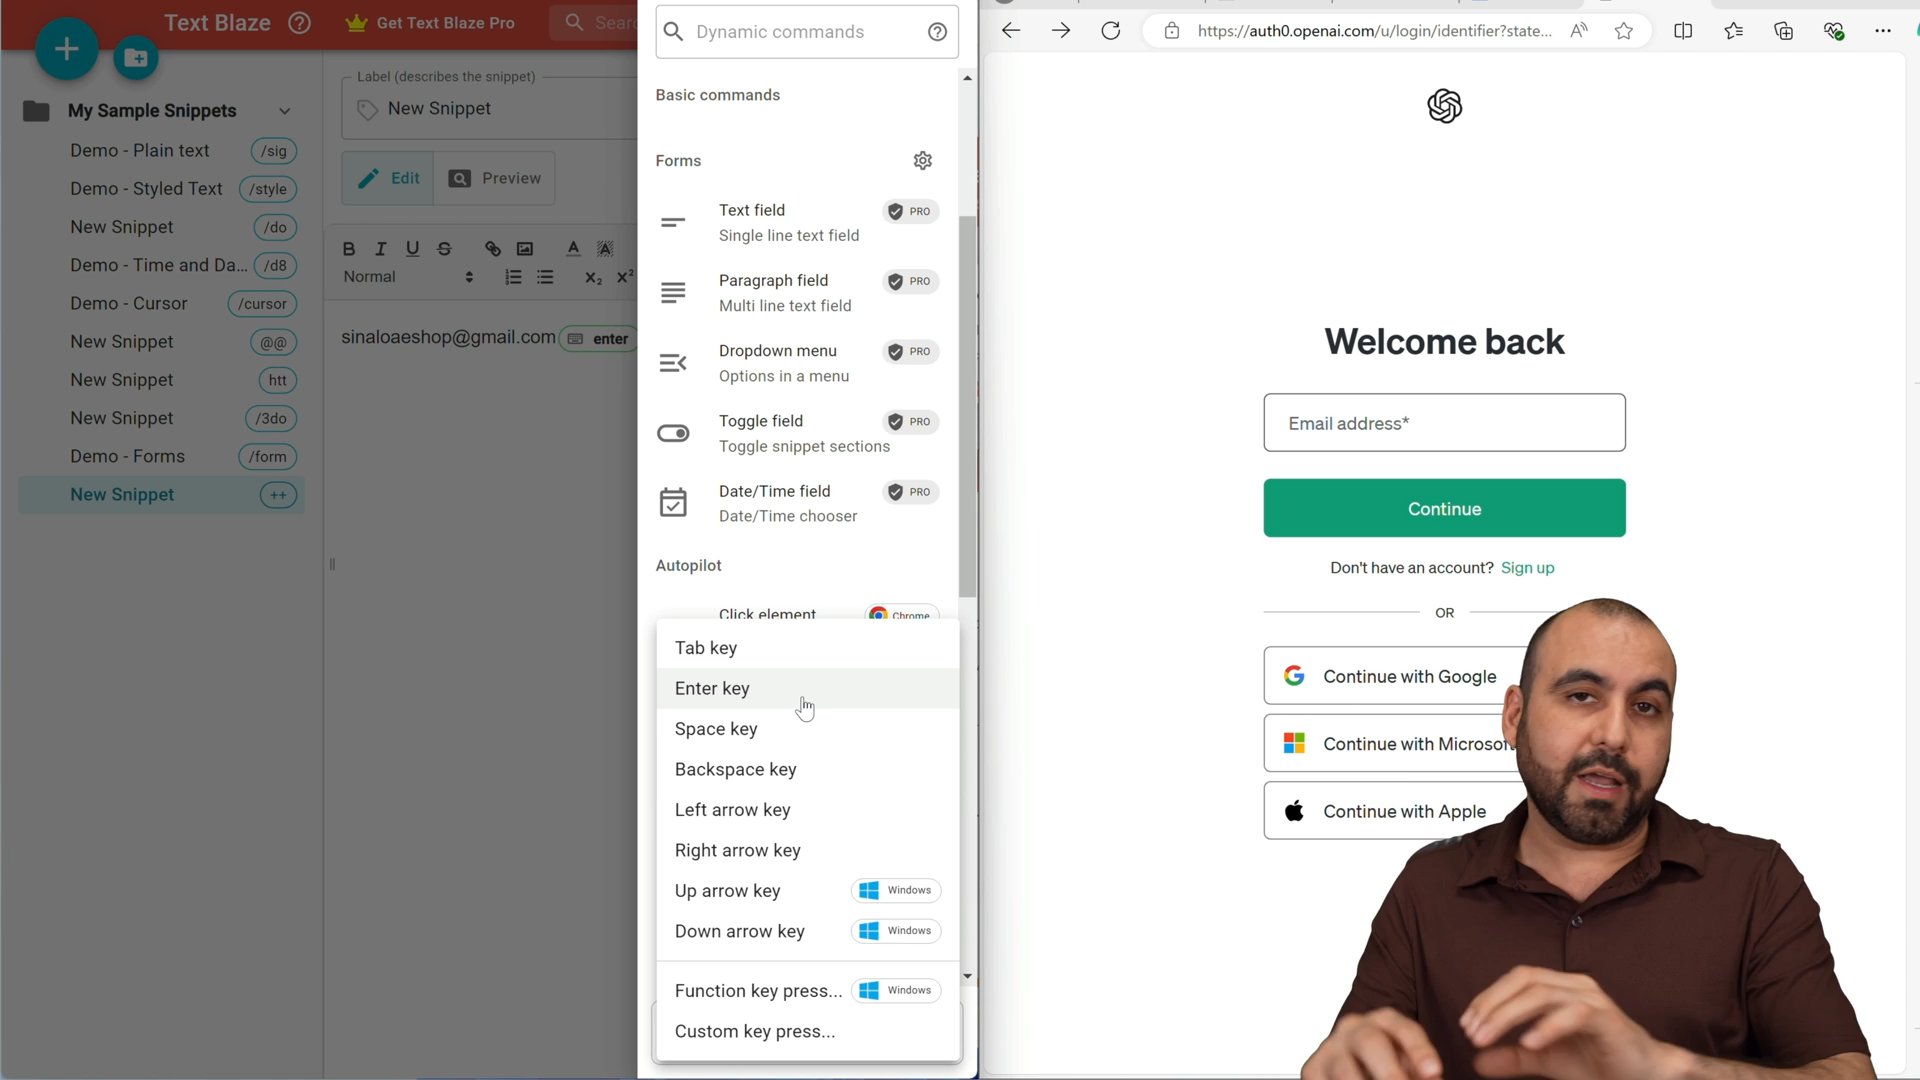 Text Blaze
Get Text Blaze Pro
Sear
My Sample Snippets
Demo - Plain text /sig
Demo - Styled Text /style
New Snippet /do
Demo - Time and Da... /d8
Demo - Cursor /cursor
New Snippet @@
New Snippet htt
New Snippet /3do
Demo - Forms /form
New Snippet ++
Label (describes the snippet)
New Snippet
Edit
Preview
B I U S A A
Normal X₂ X²
sinaloaeshop@gmail.com enter
Dynamic commands
Basic commands
Forms
Text field PRO
Single line text field
Paragraph field PRO
Multi line text field
Dropdown menu PRO
Options in a menu
Toggle field PRO
Toggle snippet sections
Date/Time field PRO
Date/Time chooser
Autopilot
Click element Chrome
Tab key
Enter key
Space key
Backspace key
Left arrow key
Right arrow key
Up arrow key Windows
Down arrow key Windows
Function key press... Windows
Custom key press...
https://auth0.openai.com/u/login/identifier?state...
Welcome back
Email address*
Continue
Don't have an account? Sign up
OR
Continue with Google
Continue with Microsof
Continue with Apple